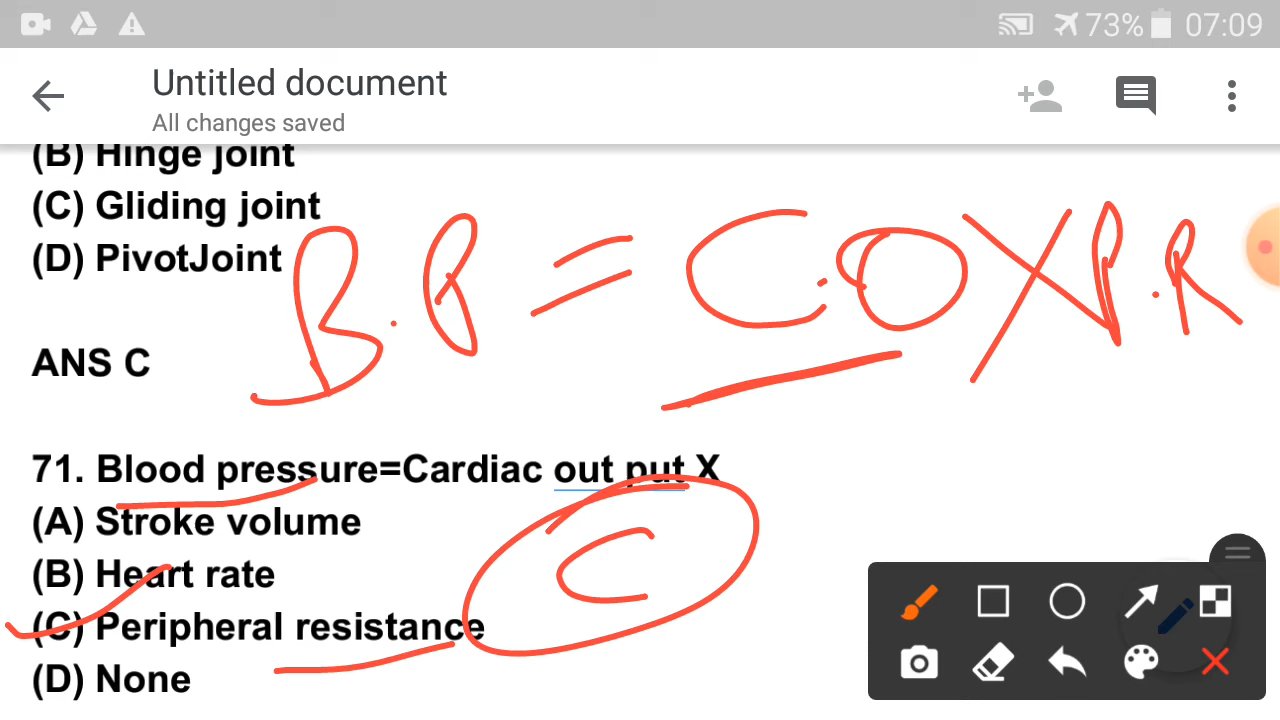 73% 07:09
Untitled document
All changes saved
(B) Hinge joint
(C) Gliding joint
(D) PivotJoint
B.P = C.O X P.R
ANS C
71. Blood pressure=Cardiac out put X
(A) Stroke volume
(B) Heart rate
(C) Peripheral resistance
C
(D) None